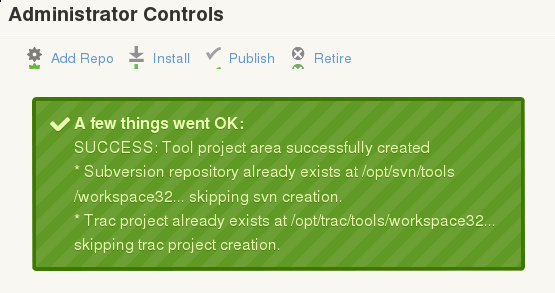 Administrator Controls
Add Repo Install Publish Retire
A few things went OK:
SUCCESS: Tool project area successfully created
* Subversion repository already exists at /opt/svn/tools
/workspace32... skipping svn creation.
* Trac project already exists at /opt/trac/tools/workspace32...
skipping trac project creation.